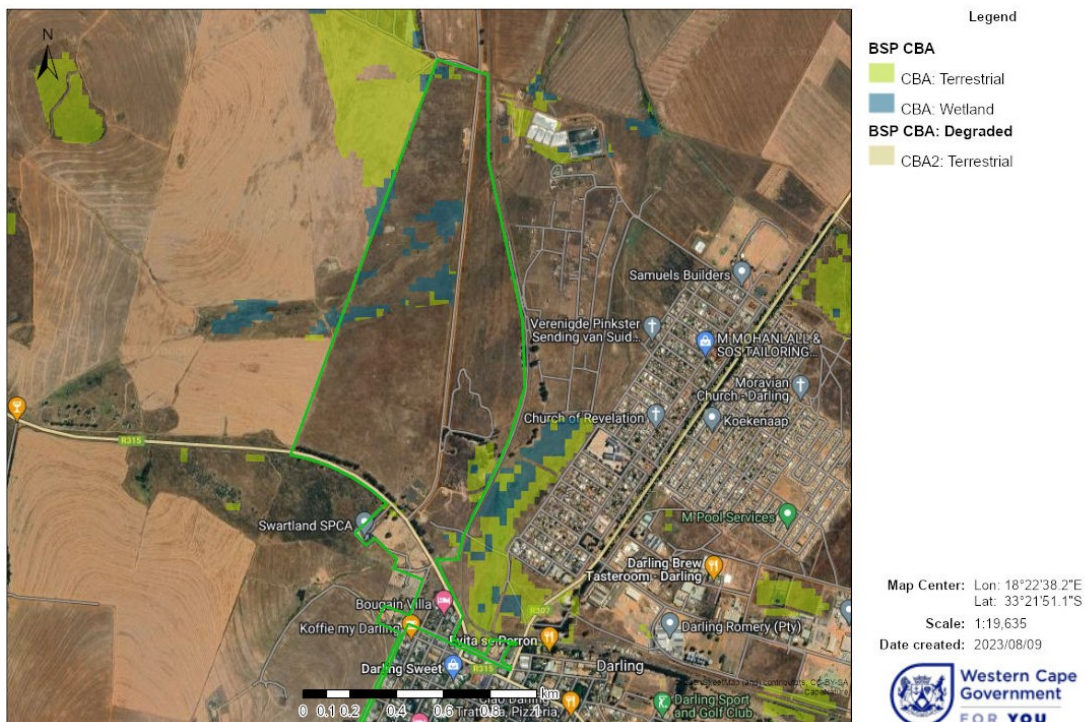 N
Samuels Builders
Verenigde Pinkster
Sending van Suid...
M MOHANLALL &
SOS TAILORING...
Moravian
Church - Darling
Church of Revelation
Koekenaap
R315
Swartland SPCA
M Pool Services
Darling Brew
Tasteroom - Darling
Bougain Villa
R307
Koffie my Darling
Evita se Perron
Darling Romery (Pty)
Darling Sweet
R315
Darling
km
0 0.1 0.2 0.4 0.6 0.8 1
Trattoria, Pizzeria,
Darling Sport
and Golf Club
Legend
BSP CBA
CBA: Terrestrial
CBA: Wetland
BSP CBA: Degraded
CBA2: Terrestrial
Map Center: Lon: 18°22'38.2"E
Lat: 33°21'51.1"S
Scale: 1:19,635
Date created: 2023/08/09
Western Cape
Government
FOR YOU